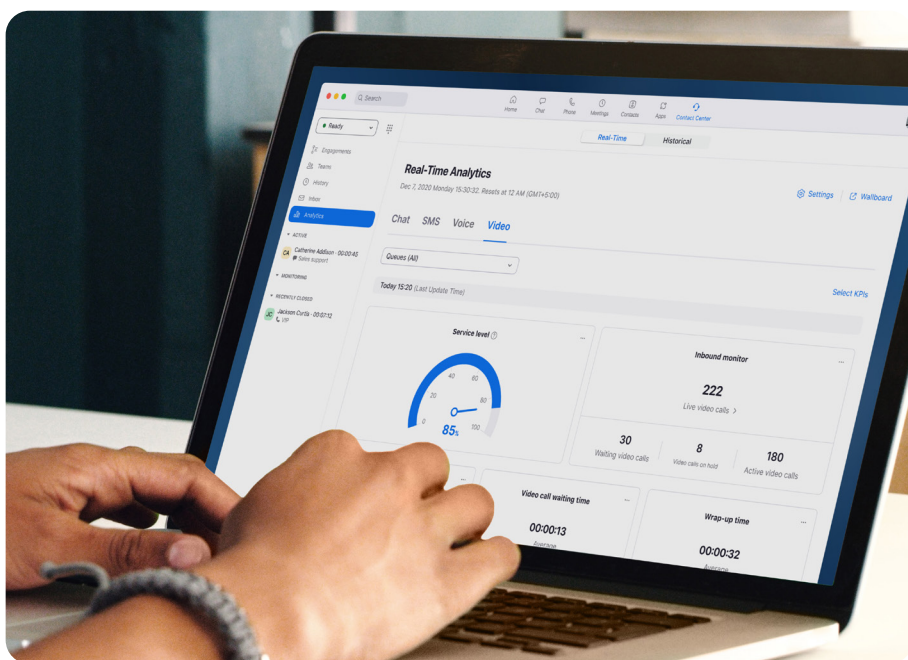 Search
Home
Chat
Phone
Meetings
Contacts
Apps
Contact Center
Ready
Real-Time
Historical
Engagements
Teams
History
Inbox
Analytics
ACTIVE
CA
Catherine Addison - 00:00:45
Sales support
MONITORING
RECENTLY CLOSED
JC
Jackson Curtis - 00:07:12
VIP
Real-Time Analytics
Dec 7, 2020 Monday 15:30:32. Resets at 12 AM (GMT+5:00)
Settings
Wallboard
Chat SMS Voice Video
Queues (All)
Select KPIs
Today 15:20 (Last Update Time)
Service level
0
20
40
60
80
100
85%
Inbound monitor
222
Live video calls >
30
Waiting video calls
8
Video calls on hold
180
Active video calls
Video call waiting time
00:00:13
Average
Wrap-up time
00:00:32
Average